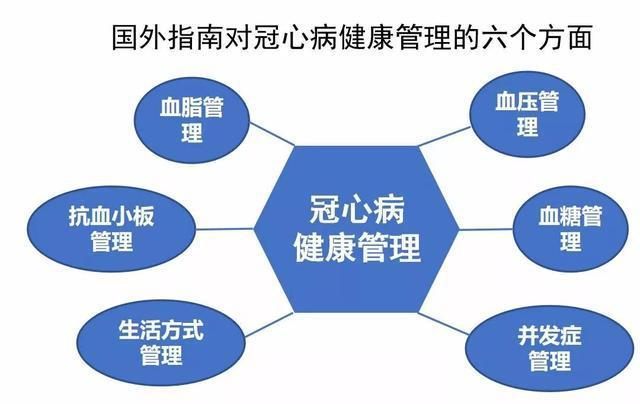 国外指南对冠心病健康管理的六个方面
血脂管
理
血压管
理
抗血小板
管理
冠心病
健康管理
血糖管
理
生活方式
管理
并发症
管理